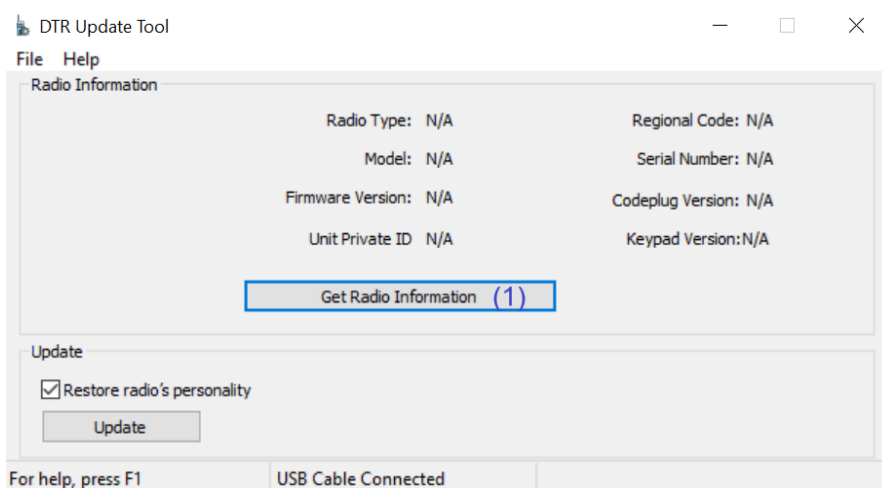 DTR Update Tool
File Help
Radio Information
Radio Type: N/A Regional Code: N/A
Model: N/A Serial Number: N/A
Firmware Version: N/A Codeplug Version: N/A
Unit Private ID N/A Keypad Version:N/A
Get Radio Information (1)
Update
Restore radio’s personality
Update
For help, press F1 USB Cable Connected